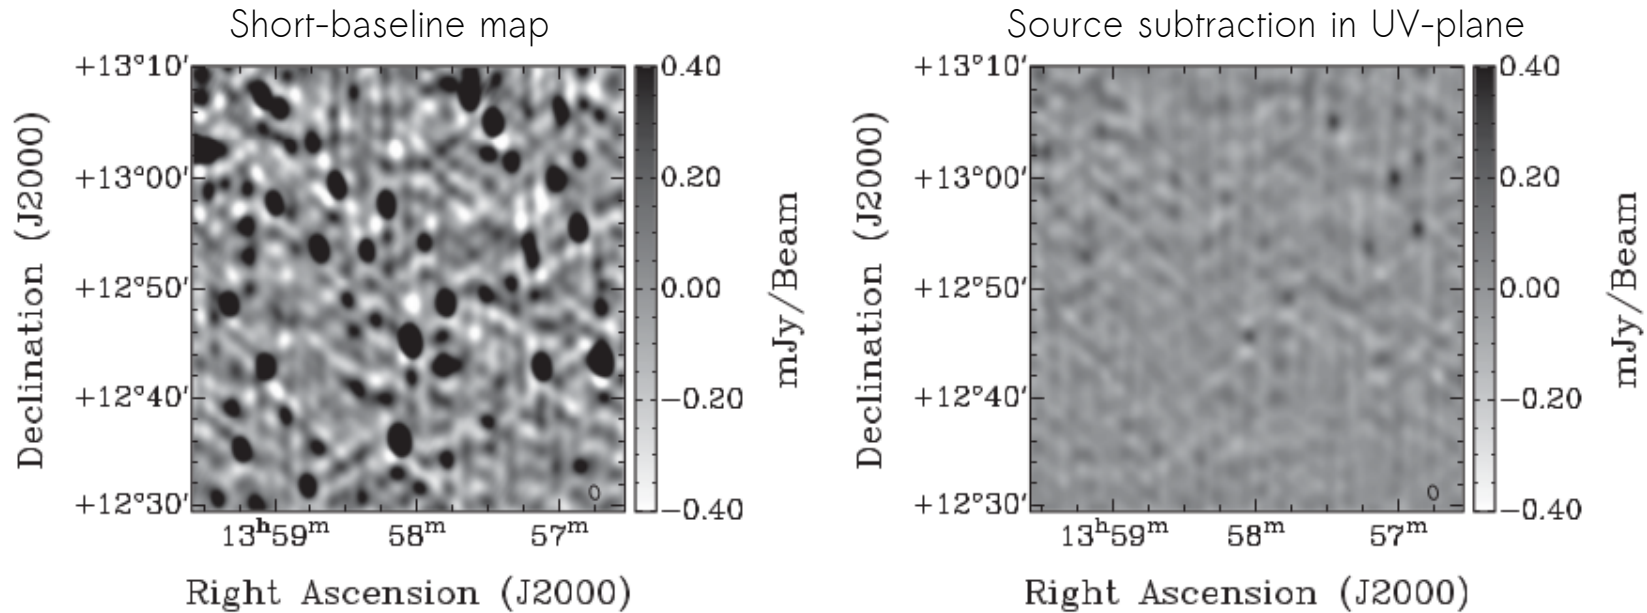 Short-baseline map
+13°10'
+13°00'
+12°50'
+12°40'
+12°30'
Declination (J2000)
13ʰ59ᵐ
58ᵐ
57ᵐ
Right Ascension (J2000)
0.40
0.20
0.00
−0.20
−0.40
mJy/Beam
Source subtraction in UV-plane
+13°10'
+13°00'
+12°50'
+12°40'
+12°30'
Declination (J2000)
13ʰ59ᵐ
58ᵐ
57ᵐ
Right Ascension (J2000)
0.40
0.20
0.00
−0.20
−0.40
mJy/Beam